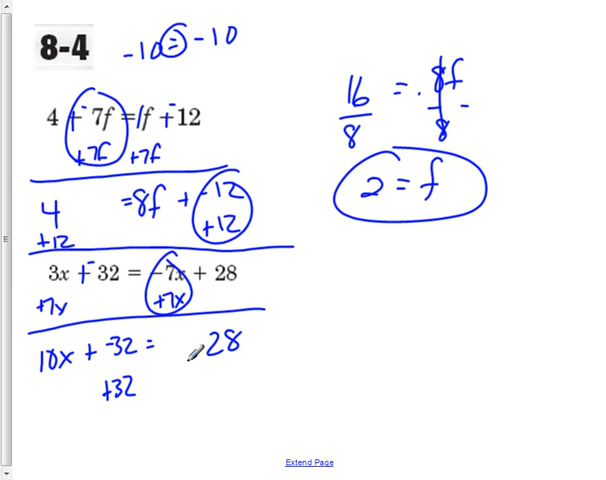 8-4
-10 = -10
4 + - 7f = 1f + - 12
+7f +7f
4 = 8f + -12
+12 +12
3x + - 32 = -7x + 28
+7x +7x
10x + -32 = 28
+32
16 = 8f
8 8
2 = f
Extend Page